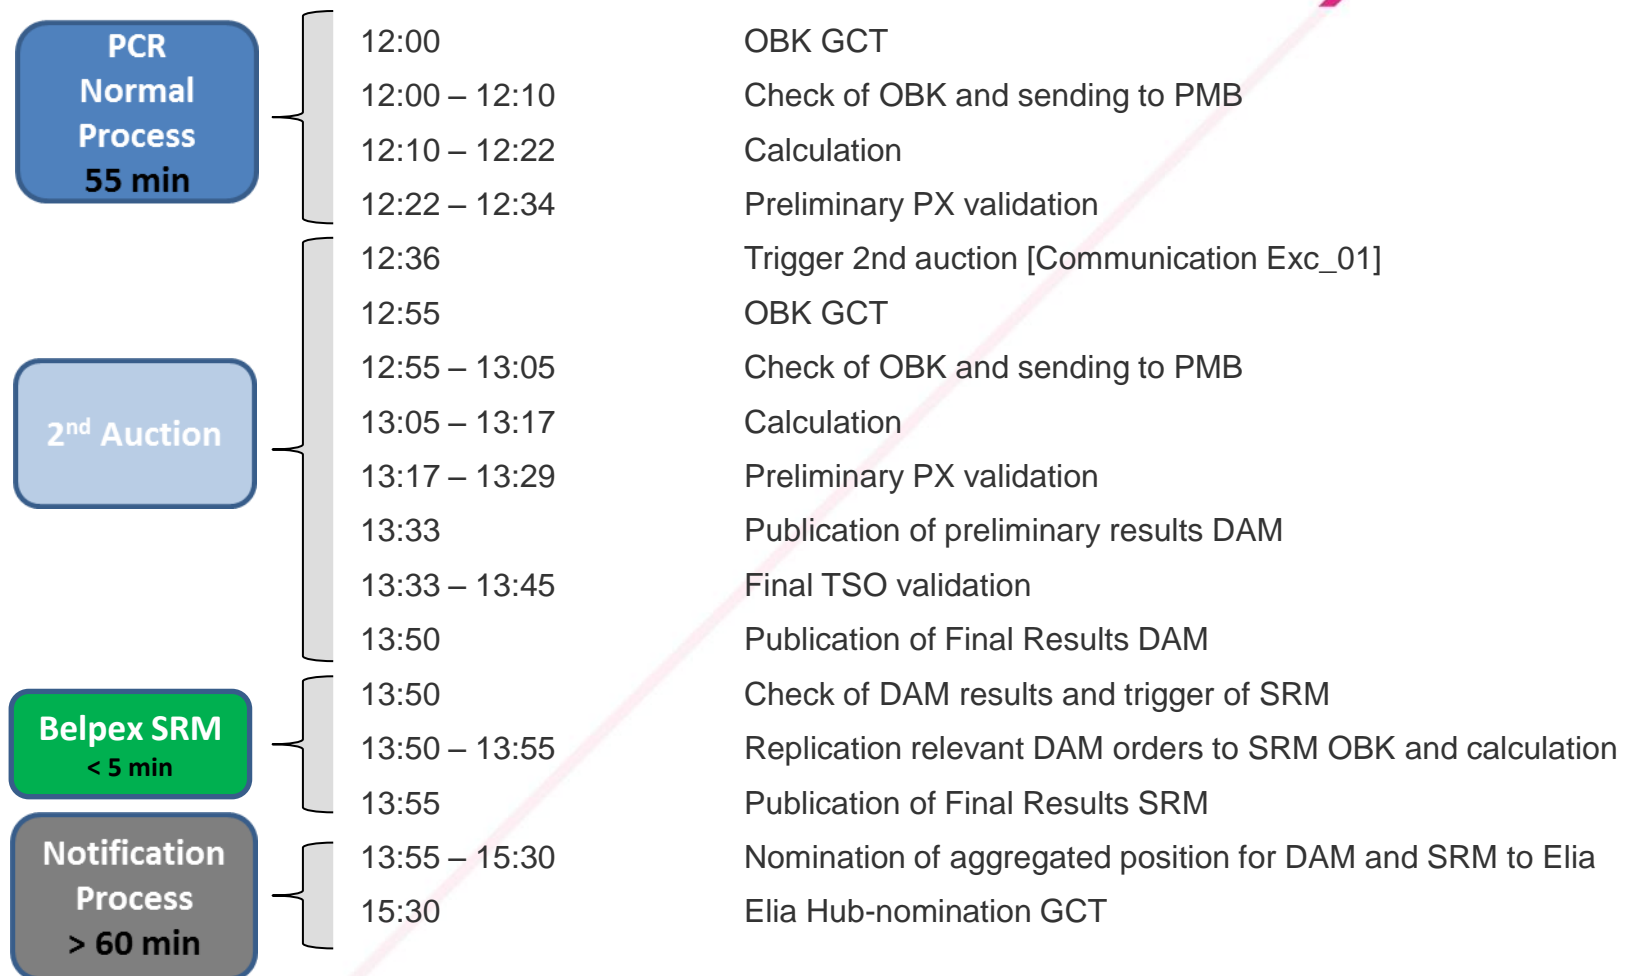 PCR
Normal
Process
55 min
12:00 OBK GCT
12:00 – 12:10 Check of OBK and sending to PMB
12:10 – 12:22 Calculation
12:22 – 12:34 Preliminary PX validation
2nd Auction
12:36 Trigger 2nd auction [Communication Exc_01]
12:55 OBK GCT
12:55 – 13:05 Check of OBK and sending to PMB
13:05 – 13:17 Calculation
13:17 – 13:29 Preliminary PX validation
13:33 Publication of preliminary results DAM
13:33 – 13:45 Final TSO validation
13:50 Publication of Final Results DAM
Belpex SRM
< 5 min
13:50 Check of DAM results and trigger of SRM
13:50 – 13:55 Replication relevant DAM orders to SRM OBK and calculation
13:55 Publication of Final Results SRM
Notification
Process
> 60 min
13:55 – 15:30 Nomination of aggregated position for DAM and SRM to Elia
15:30 Elia Hub-nomination GCT